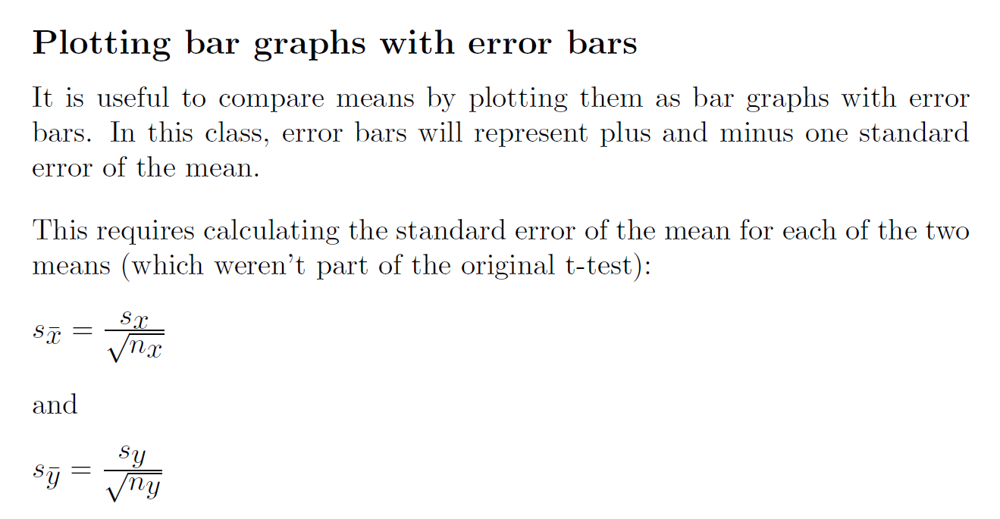 Plotting bar graphs with error bars
It is useful to compare means by plotting them as bar graphs with error
bars. In this class, error bars will represent plus and minus one standard
error of the mean.
This requires calculating the standard error of the mean for each of the two
means (which weren't part of the original t-test):
$s_{\bar{x}} = \frac{s_x}{\sqrt{n_x}}$
and
$s_{\bar{y}} = \frac{s_y}{\sqrt{n_y}}$